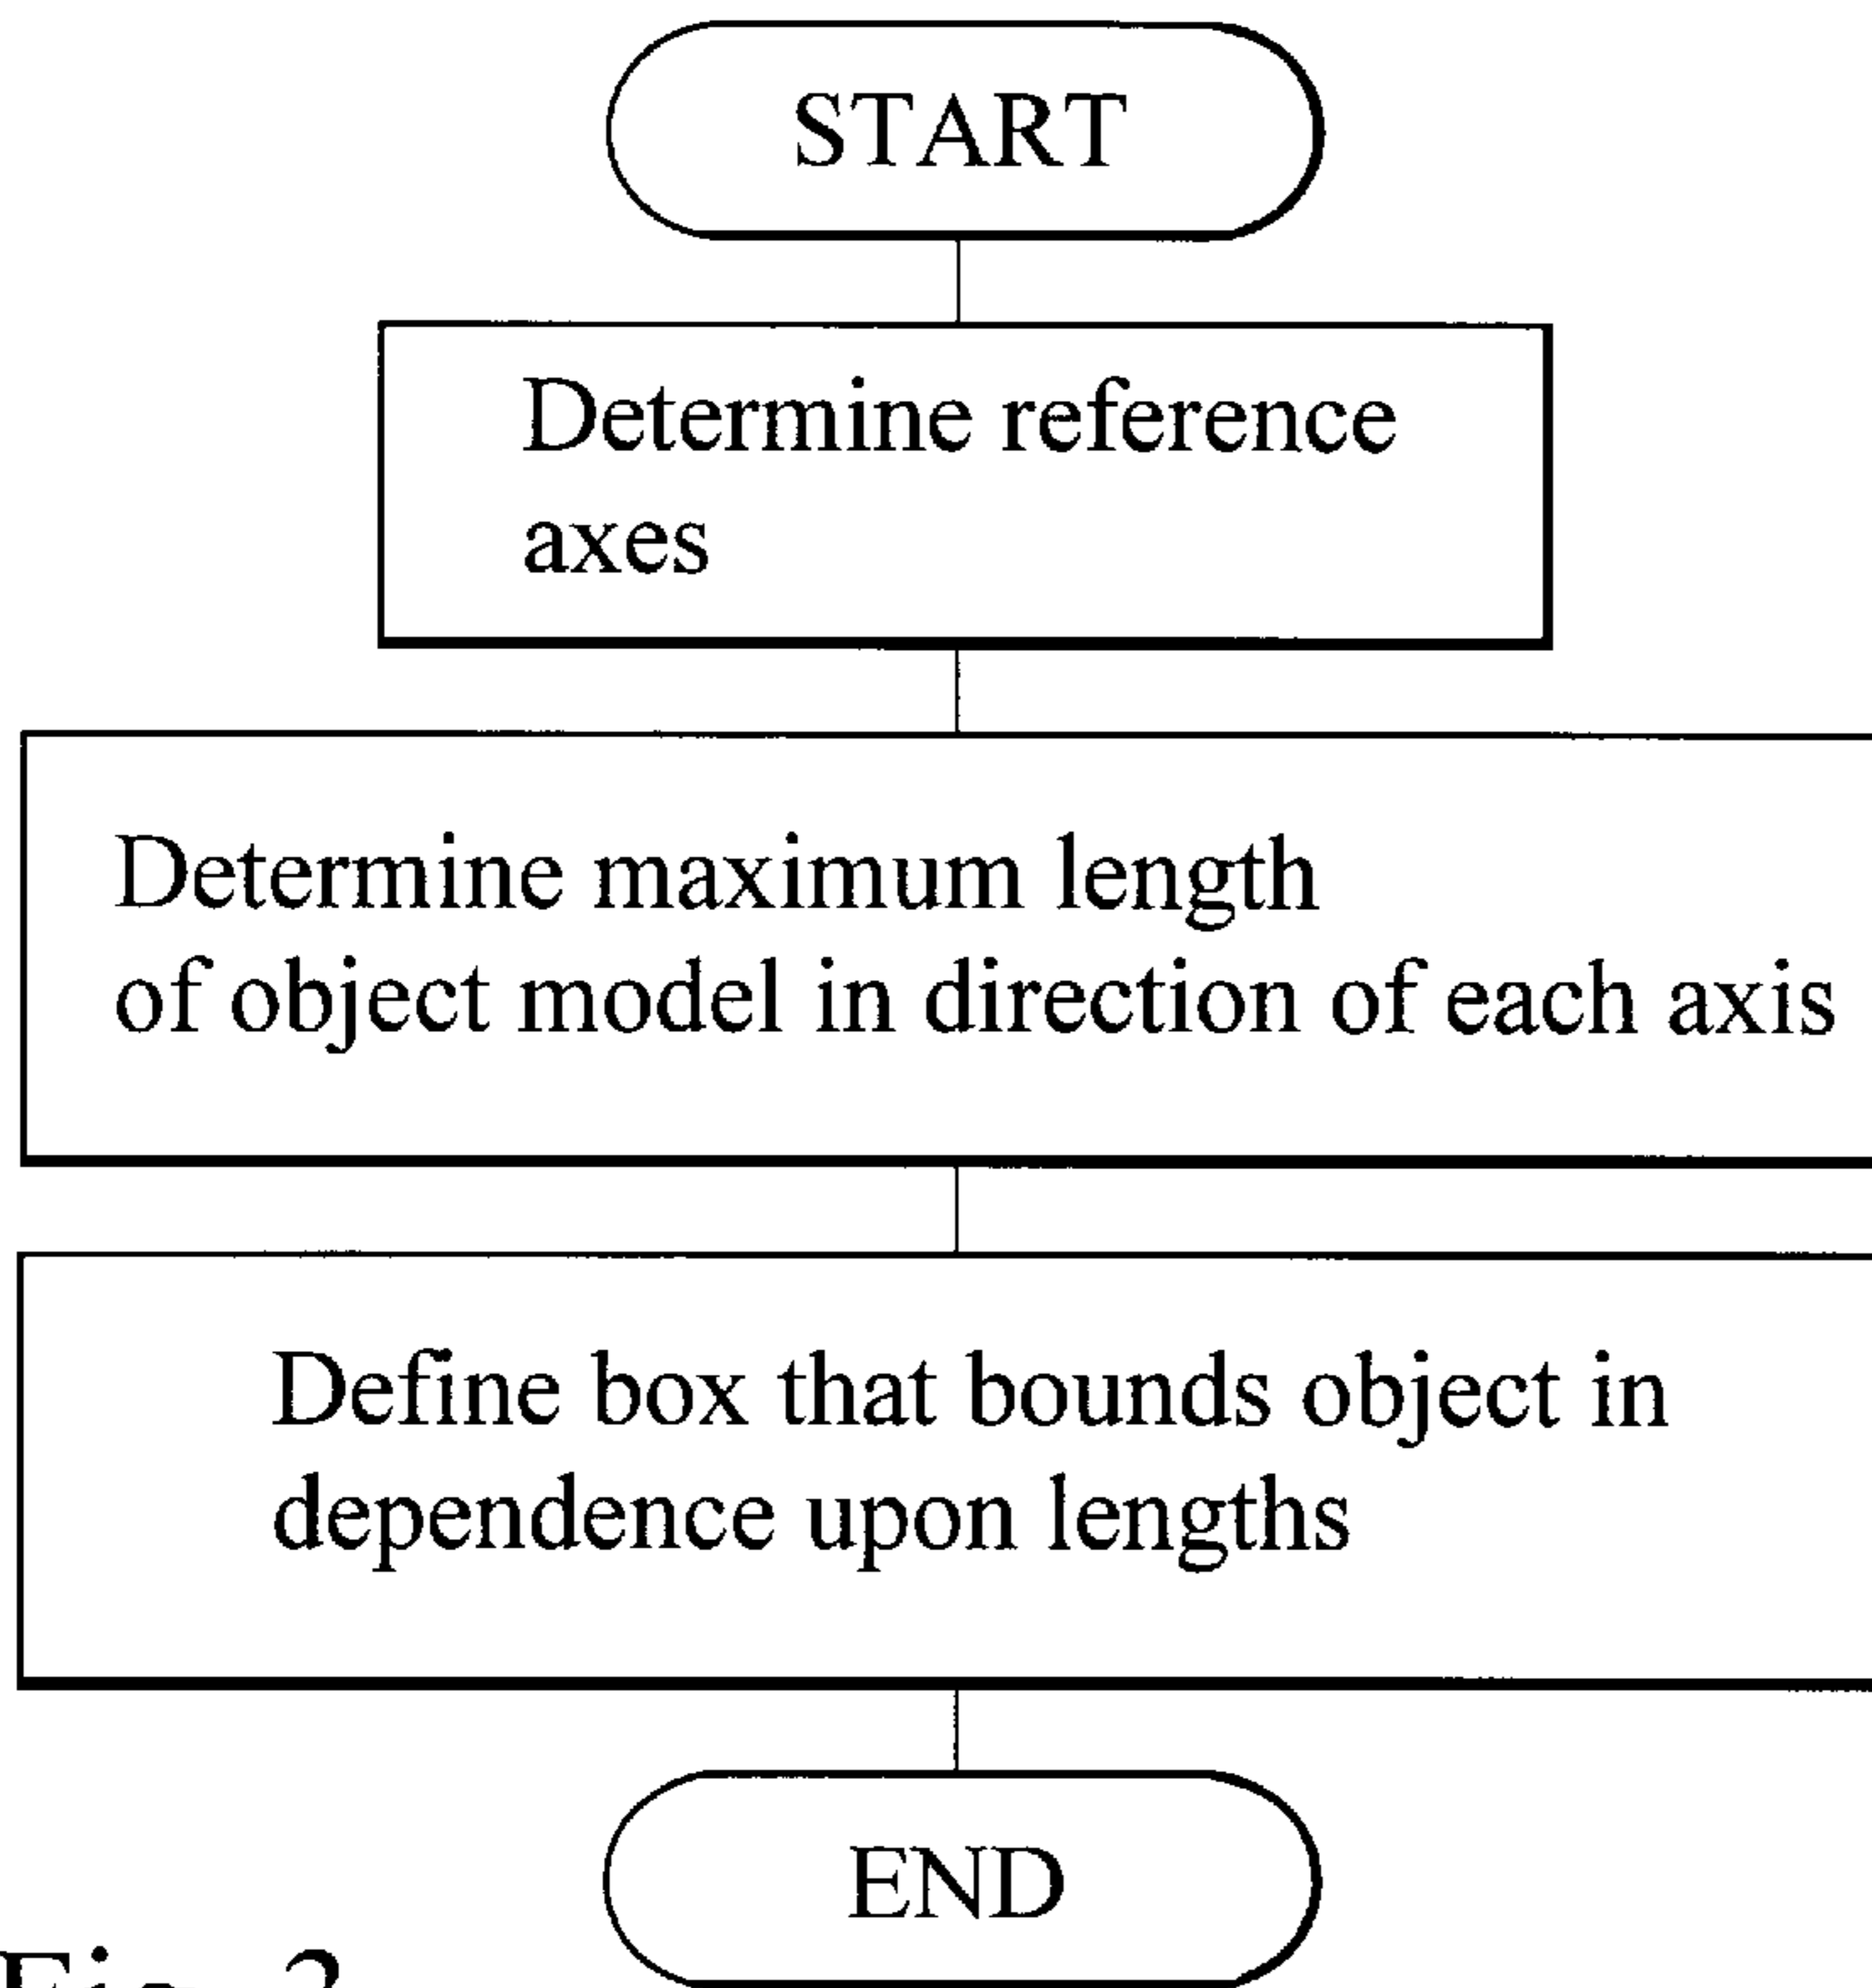 START
Determine reference
axes
Determine maximum length
of object model in direction of each axis
Define box that bounds object in
dependence upon lengths
END